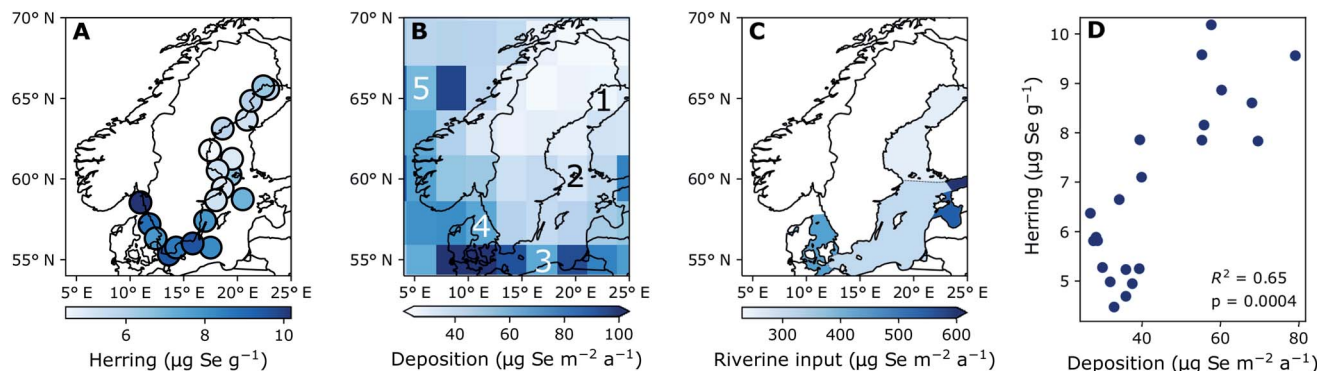 A
70° N
65° N
60° N
55° N
5° E
10° E
15° E
20° E
25° E
6
8
10
Herring (µg Se g⁻¹)
B
70° N
65° N
60° N
55° N
5
1
2
4
3
5° E
10° E
15° E
20° E
25° E
40
60
80
100
Deposition (µg Se m⁻² a⁻¹)
C
70° N
65° N
60° N
55° N
5° E
10° E
15° E
20° E
25° E
300
400
500
600
Riverine input (µg Se m⁻² a⁻¹)
D
Herring (µg Se g⁻¹)
10
9
8
7
6
5
R² = 0.65
p = 0.0004
40
60
80
Deposition (µg Se m⁻² a⁻¹)